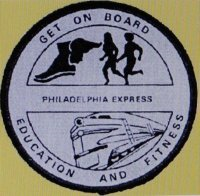 GET ON BOARD
PHILADELPHIA EXPRESS
EDUCATION AND FITNESS